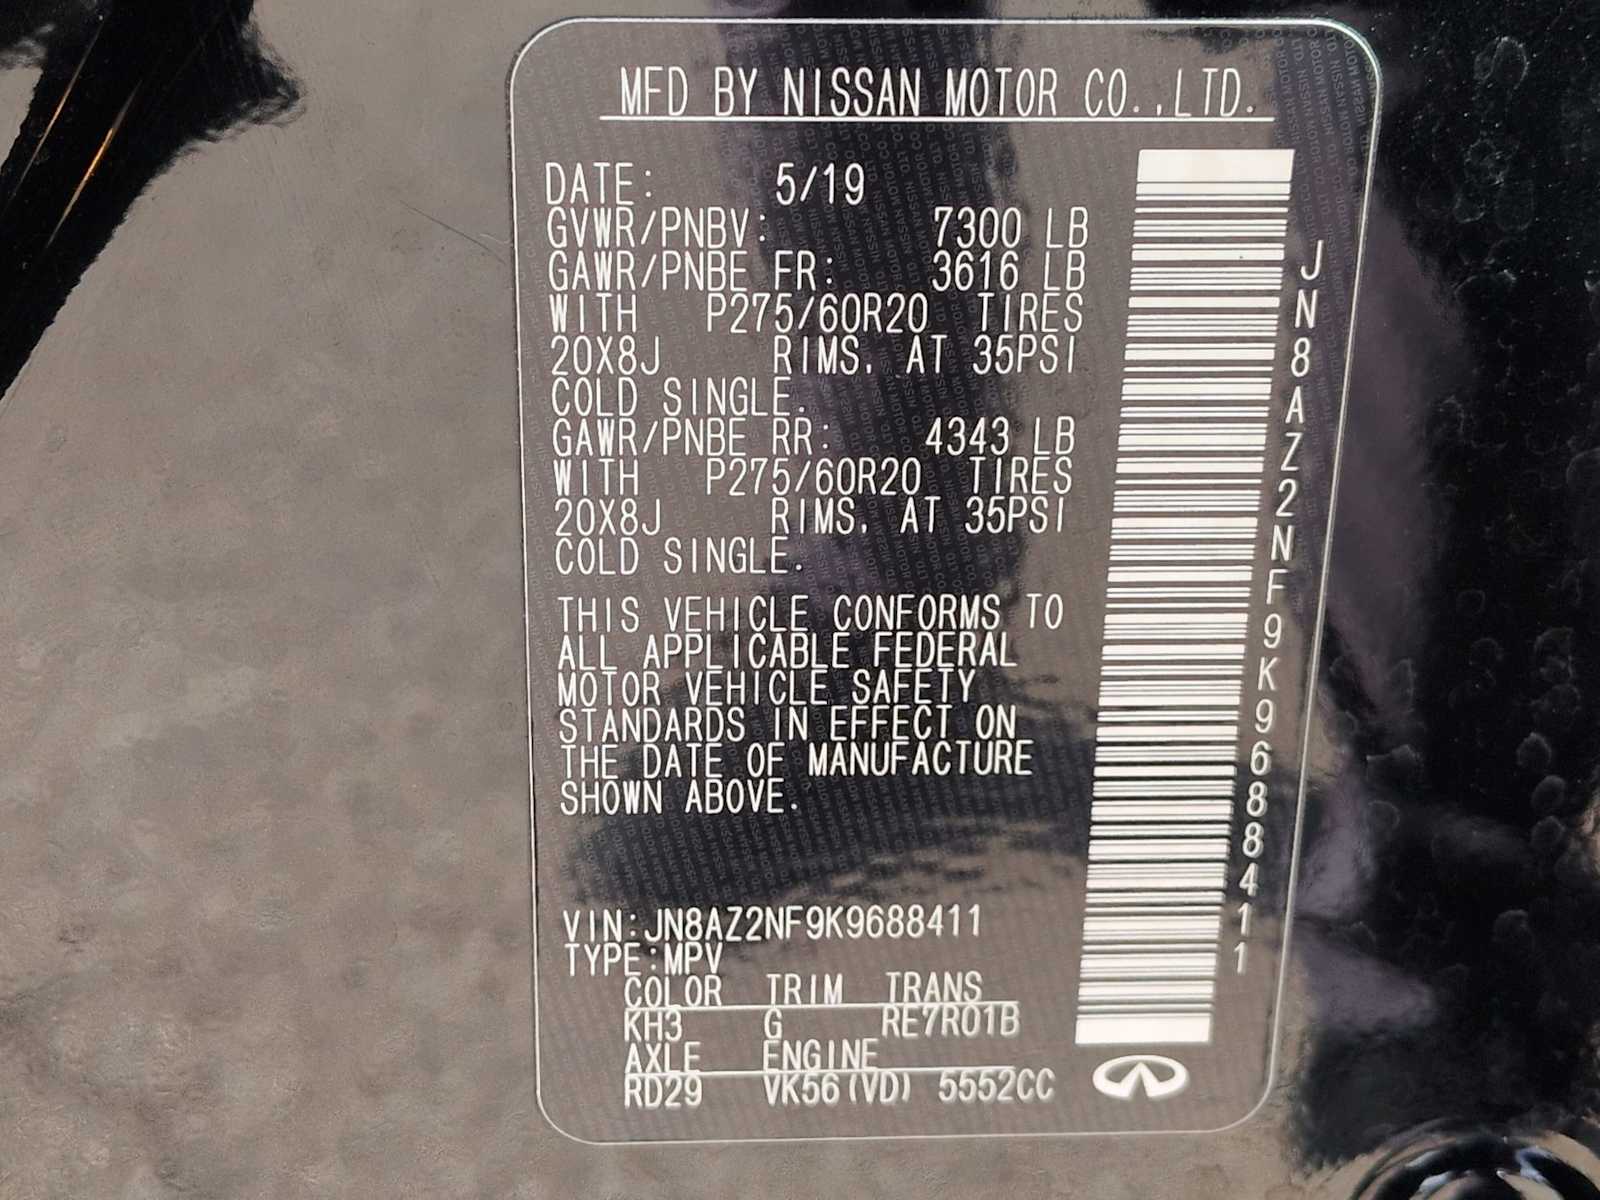 MFD BY NISSAN MOTOR CO.,LTD.
DATE: 5/19
GVWR/PNBV: 7300 LB
GAWR/PNBE FR: 3616 LB
WITH P275/60R20 TIRES
20X8J RIMS, AT 35PSI
COLD SINGLE.
GAWR/PNBE RR: 4343 LB
WITH P275/60R20 TIRES
20X8J RIMS, AT 35PSI
COLD SINGLE.
THIS VEHICLE CONFORMS TO
ALL APPLICABLE FEDERAL
MOTOR VEHICLE SAFETY
STANDARDS IN EFFECT ON
THE DATE OF MANUFACTURE
SHOWN ABOVE.
VIN:JN8AZ2NF9K9688411
TYPE:MPV
COLOR TRIM TRANS
KH3 G RE7R01B
AXLE ENGINE
RD29 VK56(VD) 5552CC
JN8AZ2NF9K9688411